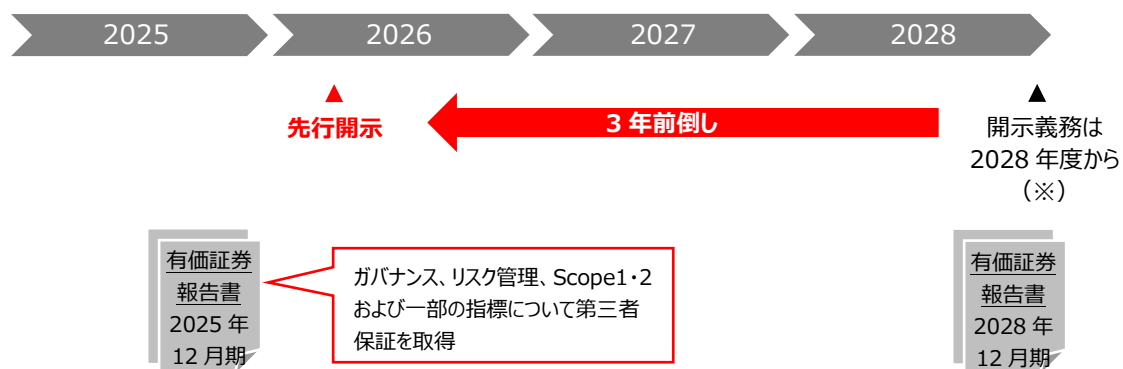 2025
2026
2027
2028
▲
先行開示
3 年前倒し
▲
開示義務は
2028 年度から
（※）
有価証券
報告書
2025 年
12 月期
ガバナンス、リスク管理、Scope1・2
および一部の指標について第三者
保証を取得
有価証券
報告書
2028 年
12 月期